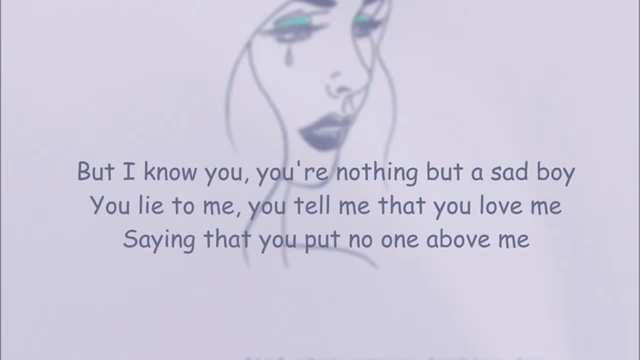 But I know you, you're nothing but a sad boy
You lie to me, you tell me that you love me
Saying that you put no one above me